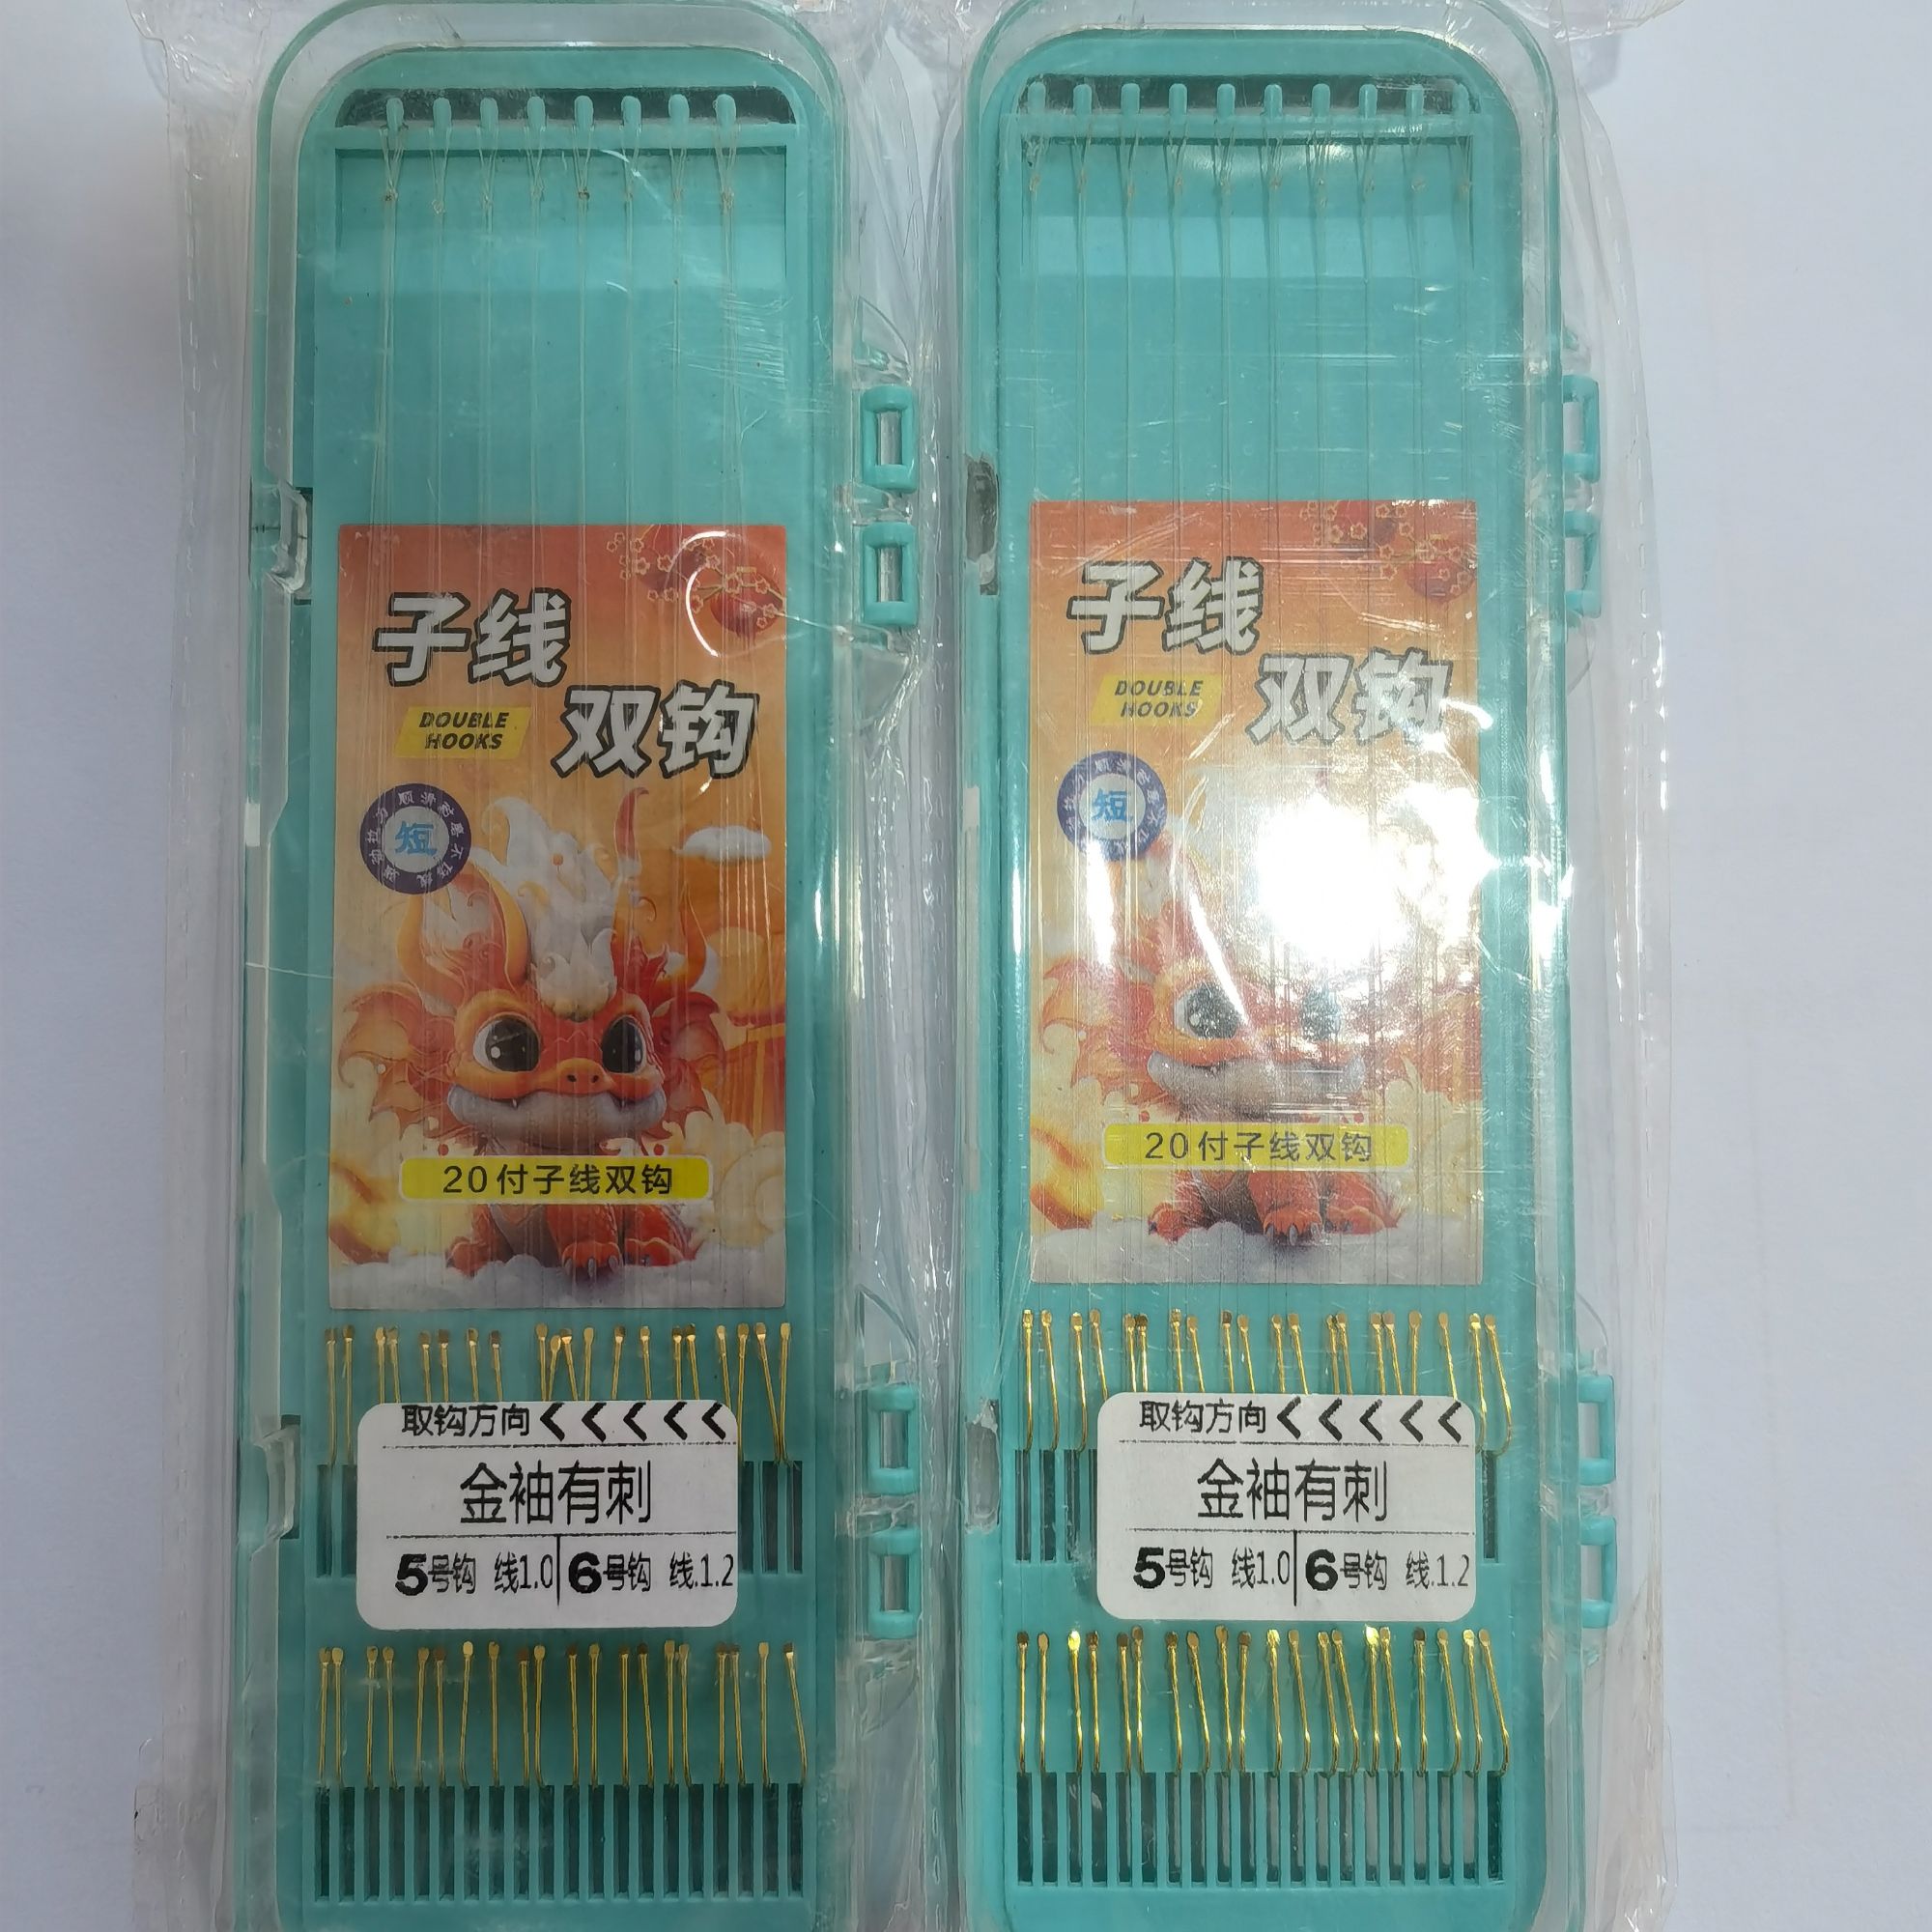 子线
双钩
DOUBLE
HOOKS
短
20付子线双钩
取钩方向<<<<<
金袖有刺
5号钩 线1.0 6号钩 线.1.2
子线
双钩
DOUBLE
HOOKS
短
20付子线双钩
取钩方向<<<<<
金袖有刺
5号钩 线1.0 6号钩 线.1.2